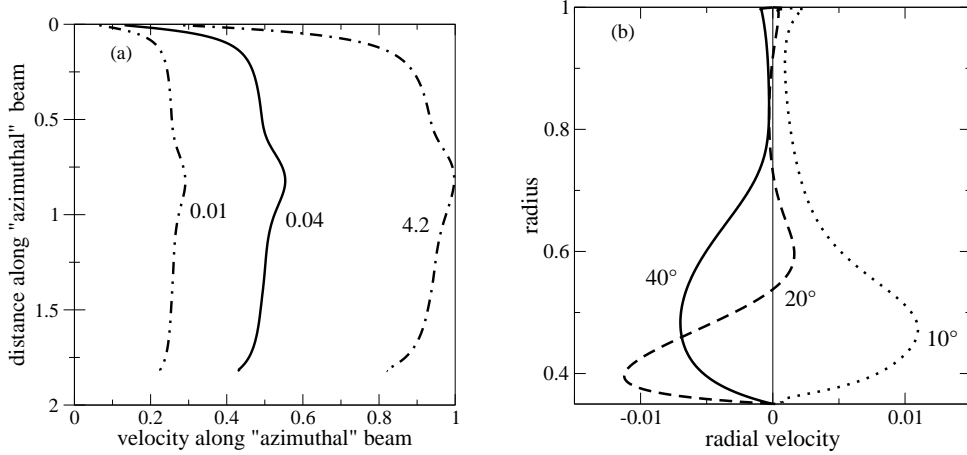 (a)
0
0.5
1
1.5
2
distance along "azimuthal" beam
0.01
0.04
4.2
0 0.2 0.4 0.6 0.8 1
velocity along "azimuthal" beam
(b)
1
0.8
0.6
0.4
radius
40°
20°
10°
-0.01 0 0.01
radial velocity